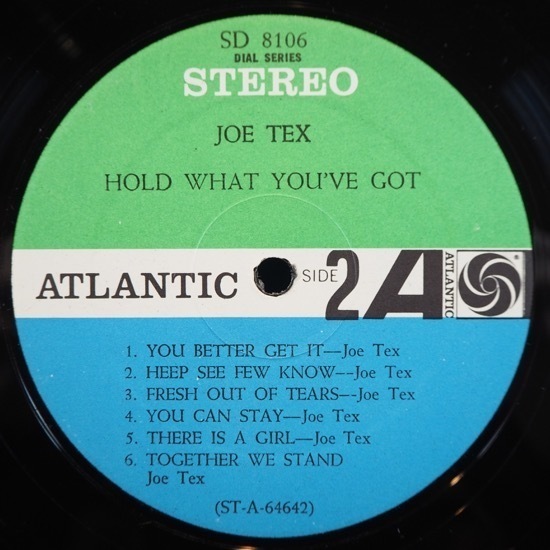 SD 8106
DIAL SERIES
STEREO
JOE TEX
HOLD WHAT YOU'VE GOT
ATLANTIC SIDE 2 A ATLANTIC
1. YOU BETTER GET IT—Joe Tex
2. HEEP SEE FEW KNOW--Joe Tex
3. FRESH OUT OF TEARS--Joe Tex
4. YOU CAN STAY—Joe Tex
5. THERE IS A GIRL—Joe Tex
6. TOGETHER WE STAND
Joe Tex
(ST-A-64642)